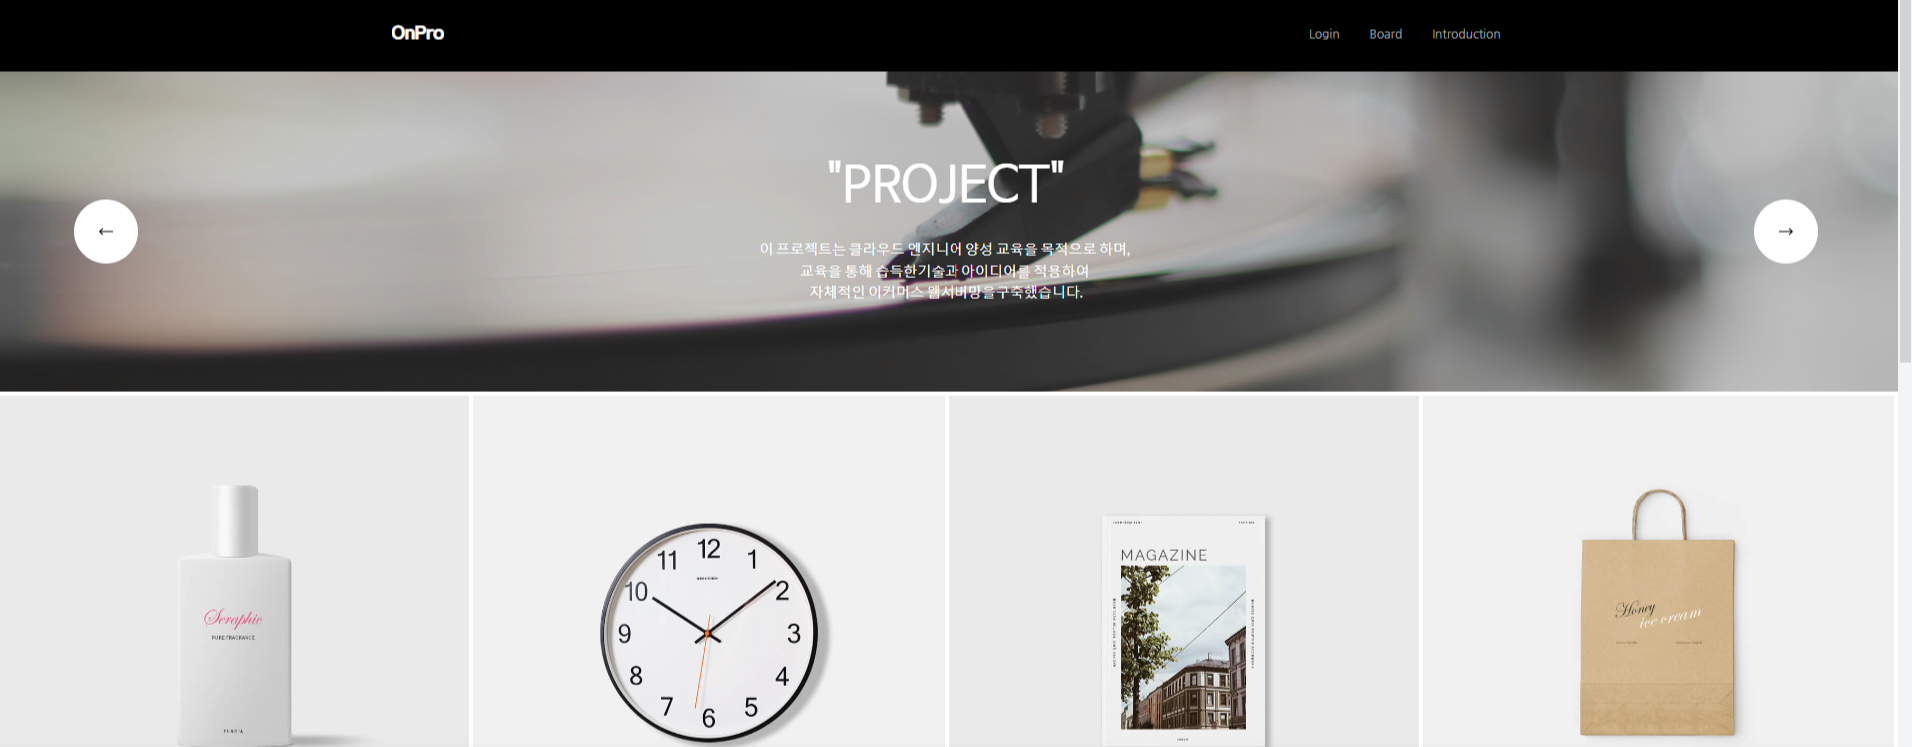 OnPro
Login Board Introduction
"PROJECT"
이 프로젝트는 클라우드 엔지니어 양성 교육을 목적으로 하며,
교육을 통해 습득한기술과 아이디어를 적용하여
자체적인 이커머스 웹서버망을구축했습니다.
←
→
Seraphic
PURE FRAGRANCE
12
11 1
10 2
9 3
8 4
7 5
6
MAGAZINE
Honey
ice cream